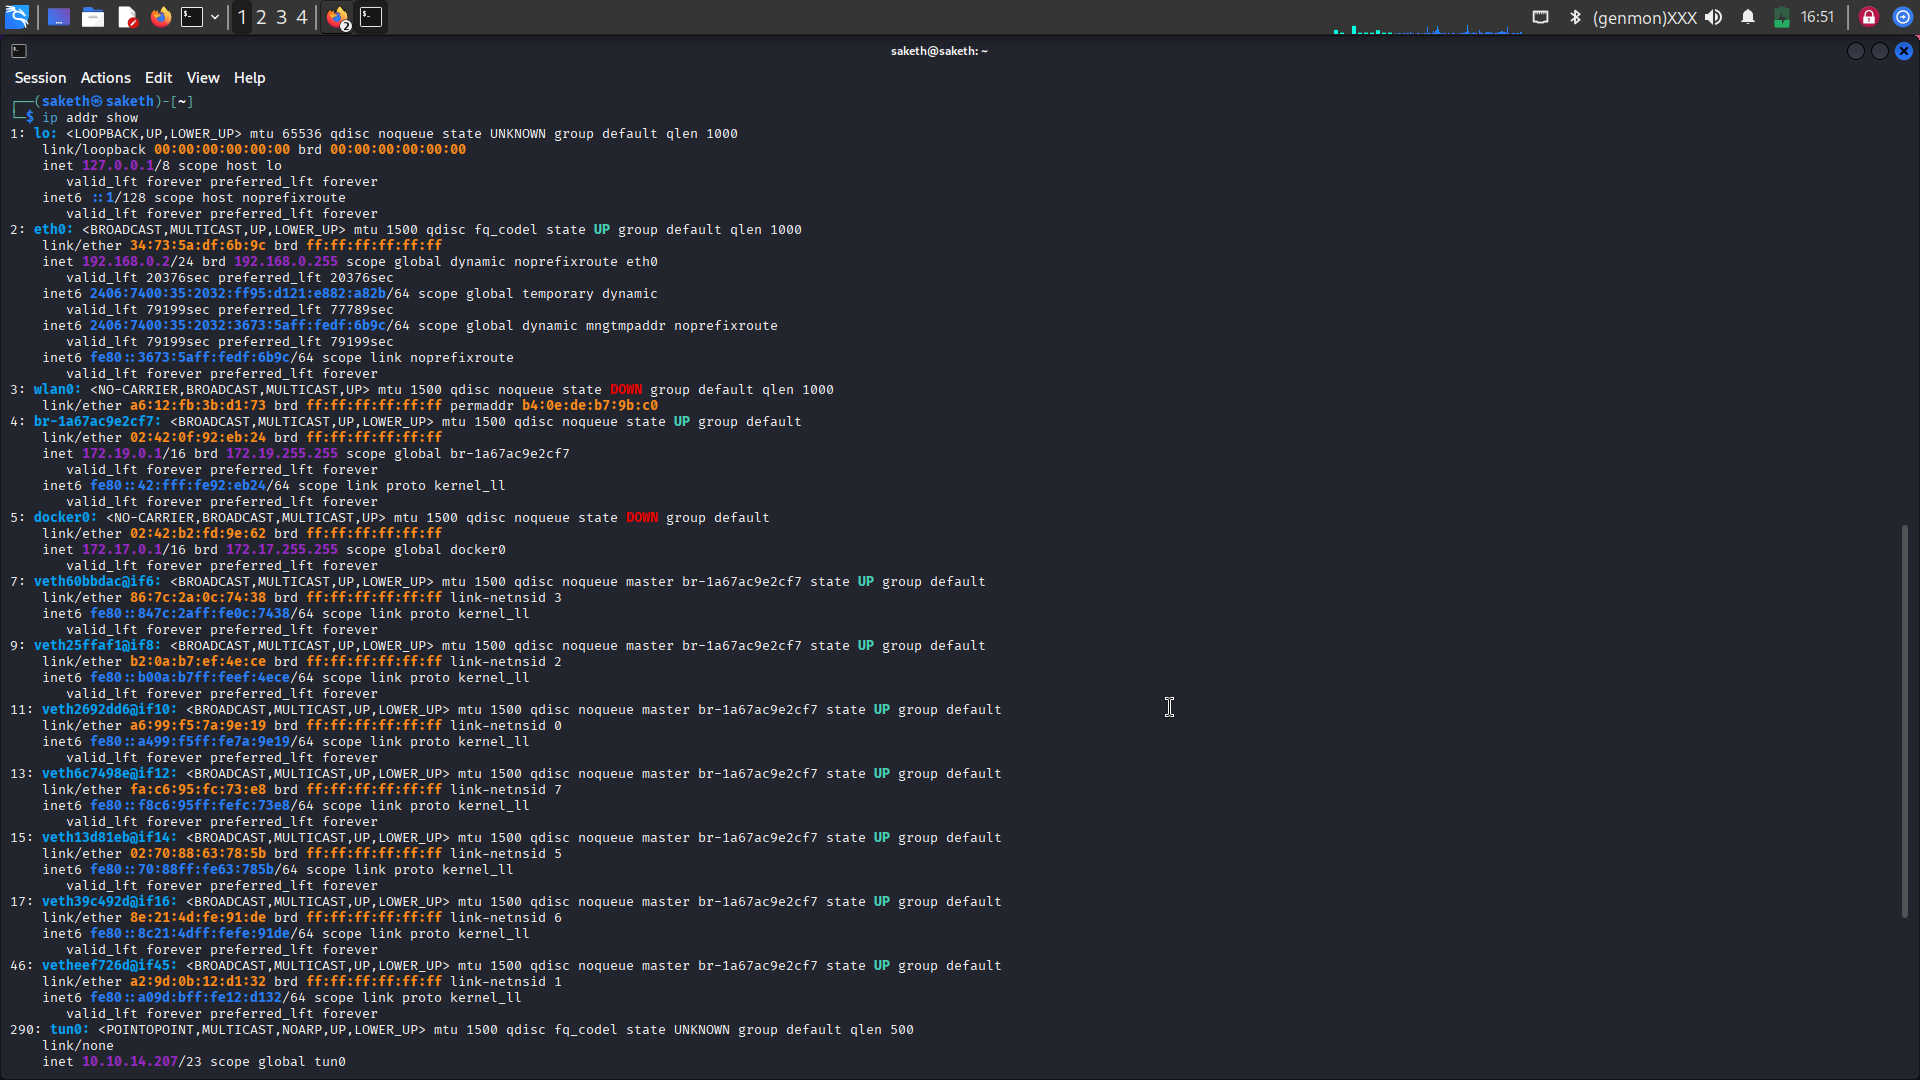 1 2 3 4
2
(genmon)XXX
16:51
saketh@saketh: ~
Session Actions Edit View Help
┌──(saketh㉿saketh)-[~]
└─$ ip addr show
1: lo: <LOOPBACK,UP,LOWER_UP> mtu 65536 qdisc noqueue state UNKNOWN group default qlen 1000
link/loopback 00:00:00:00:00:00 brd 00:00:00:00:00:00
inet 127.0.0.1/8 scope host lo
valid_lft forever preferred_lft forever
inet6 ::1/128 scope host noprefixroute
valid_lft forever preferred_lft forever
2: eth0: <BROADCAST,MULTICAST,UP,LOWER_UP> mtu 1500 qdisc fq_codel state UP group default qlen 1000
link/ether 34:73:5a:df:6b:9c brd ff:ff:ff:ff:ff:ff
inet 192.168.0.2/24 brd 192.168.0.255 scope global dynamic noprefixroute eth0
valid_lft 20376sec preferred_lft 20376sec
inet6 2406:7400:35:2032:ff95:d121:e882:a82b/64 scope global temporary dynamic
valid_lft 79199sec preferred_lft 77789sec
inet6 2406:7400:35:2032:3673:5aff:fedf:6b9c/64 scope global dynamic mngtmpaddr noprefixroute
valid_lft 79199sec preferred_lft 79199sec
inet6 fe80::3673:5aff:fedf:6b9c/64 scope link noprefixroute
valid_lft forever preferred_lft forever
3: wlan0: <NO-CARRIER,BROADCAST,MULTICAST,UP> mtu 1500 qdisc noqueue state DOWN group default qlen 1000
link/ether a6:12:fb:3b:d1:73 brd ff:ff:ff:ff:ff:ff permaddr b4:0e:de:b7:9b:c0
4: br-1a67ac9e2cf7: <BROADCAST,MULTICAST,UP,LOWER_UP> mtu 1500 qdisc noqueue state UP group default
link/ether 02:42:0f:92:eb:24 brd ff:ff:ff:ff:ff:ff
inet 172.19.0.1/16 brd 172.19.255.255 scope global br-1a67ac9e2cf7
valid_lft forever preferred_lft forever
inet6 fe80::42:fff:fe92:eb24/64 scope link proto kernel_ll
valid_lft forever preferred_lft forever
5: docker0: <NO-CARRIER,BROADCAST,MULTICAST,UP> mtu 1500 qdisc noqueue state DOWN group default
link/ether 02:42:b2:fd:9e:62 brd ff:ff:ff:ff:ff:ff
inet 172.17.0.1/16 brd 172.17.255.255 scope global docker0
valid_lft forever preferred_lft forever
7: veth60bbdac@if6: <BROADCAST,MULTICAST,UP,LOWER_UP> mtu 1500 qdisc noqueue master br-1a67ac9e2cf7 state UP group default
link/ether 86:7c:2a:0c:74:38 brd ff:ff:ff:ff:ff:ff link-netnsid 3
inet6 fe80::847c:2aff:fe0c:7438/64 scope link proto kernel_ll
valid_lft forever preferred_lft forever
9: veth25ffaf1@if8: <BROADCAST,MULTICAST,UP,LOWER_UP> mtu 1500 qdisc noqueue master br-1a67ac9e2cf7 state UP group default
link/ether b2:0a:b7:ef:4e:ce brd ff:ff:ff:ff:ff:ff link-netnsid 2
inet6 fe80::b00a:b7ff:feef:4ece/64 scope link proto kernel_ll
valid_lft forever preferred_lft forever
11: veth2692dd6@if10: <BROADCAST,MULTICAST,UP,LOWER_UP> mtu 1500 qdisc noqueue master br-1a67ac9e2cf7 state UP group default
link/ether a6:99:f5:7a:9e:19 brd ff:ff:ff:ff:ff:ff link-netnsid 0
inet6 fe80::a499:f5ff:fe7a:9e19/64 scope link proto kernel_ll
valid_lft forever preferred_lft forever
13: veth6c7498e@if12: <BROADCAST,MULTICAST,UP,LOWER_UP> mtu 1500 qdisc noqueue master br-1a67ac9e2cf7 state UP group default
link/ether fa:c6:95:fc:73:e8 brd ff:ff:ff:ff:ff:ff link-netnsid 7
inet6 fe80::f8c6:95ff:fefc:73e8/64 scope link proto kernel_ll
valid_lft forever preferred_lft forever
15: veth13d81eb@if14: <BROADCAST,MULTICAST,UP,LOWER_UP> mtu 1500 qdisc noqueue master br-1a67ac9e2cf7 state UP group default
link/ether 02:70:88:63:78:5b brd ff:ff:ff:ff:ff:ff link-netnsid 5
inet6 fe80::70:88ff:fe63:785b/64 scope link proto kernel_ll
valid_lft forever preferred_lft forever
17: veth39c492d@if16: <BROADCAST,MULTICAST,UP,LOWER_UP> mtu 1500 qdisc noqueue master br-1a67ac9e2cf7 state UP group default
link/ether 8e:21:4d:fe:91:de brd ff:ff:ff:ff:ff:ff link-netnsid 6
inet6 fe80::8c21:4dff:fefe:91de/64 scope link proto kernel_ll
valid_lft forever preferred_lft forever
46: vetheef726d@if45: <BROADCAST,MULTICAST,UP,LOWER_UP> mtu 1500 qdisc noqueue master br-1a67ac9e2cf7 state UP group default
link/ether a2:9d:0b:12:d1:32 brd ff:ff:ff:ff:ff:ff link-netnsid 1
inet6 fe80::a09d:bff:fe12:d132/64 scope link proto kernel_ll
valid_lft forever preferred_lft forever
290: tun0: <POINTOPOINT,MULTICAST,NOARP,UP,LOWER_UP> mtu 1500 qdisc fq_codel state UNKNOWN group default qlen 500
link/none
inet 10.10.14.207/23 scope global tun0